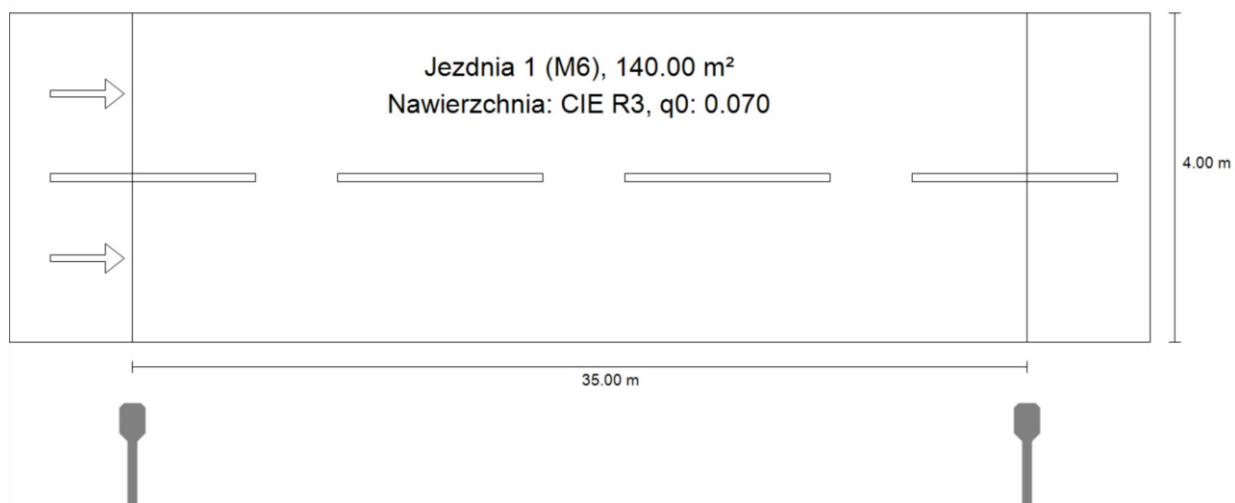 Jezdnia 1 (M6), 140.00 m²
Nawierzchnia: CIE R3, q0: 0.070
4.00 m
35.00 m